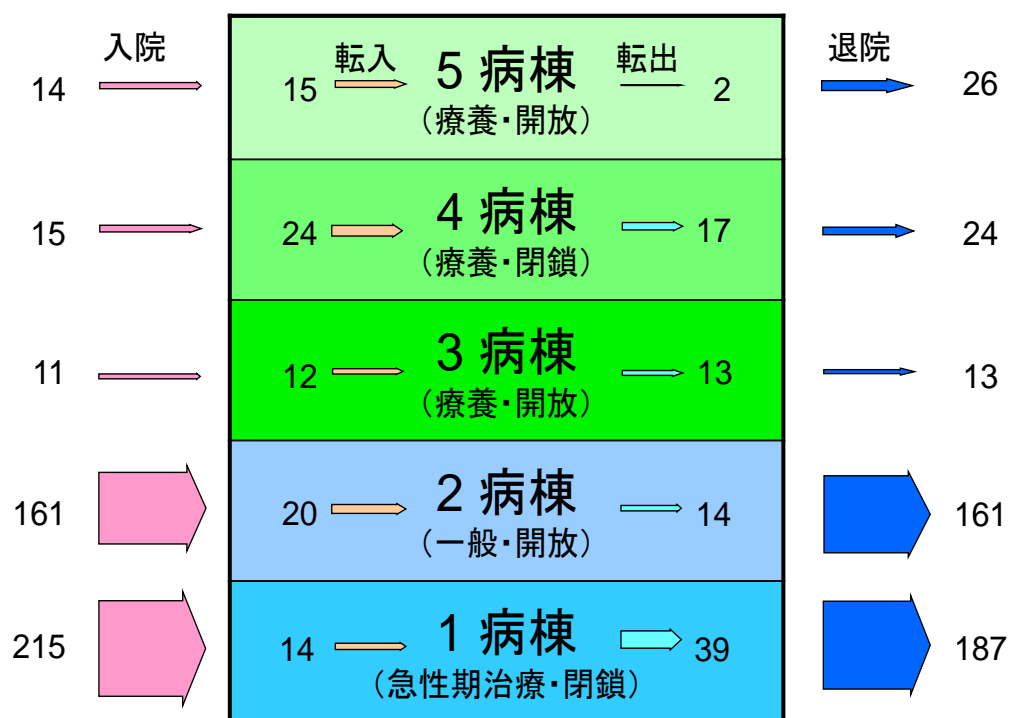 入院 転入 5 病棟 転出 退院
14 15 2 26
(療養・開放)
4 病棟
15 24 17 24
(療養・閉鎖)
3 病棟
11 12 13 13
(療養・開放)
2 病棟
161 20 14 161
(一般・開放)
1 病棟
215 14 39 187
(急性期治療・閉鎖)